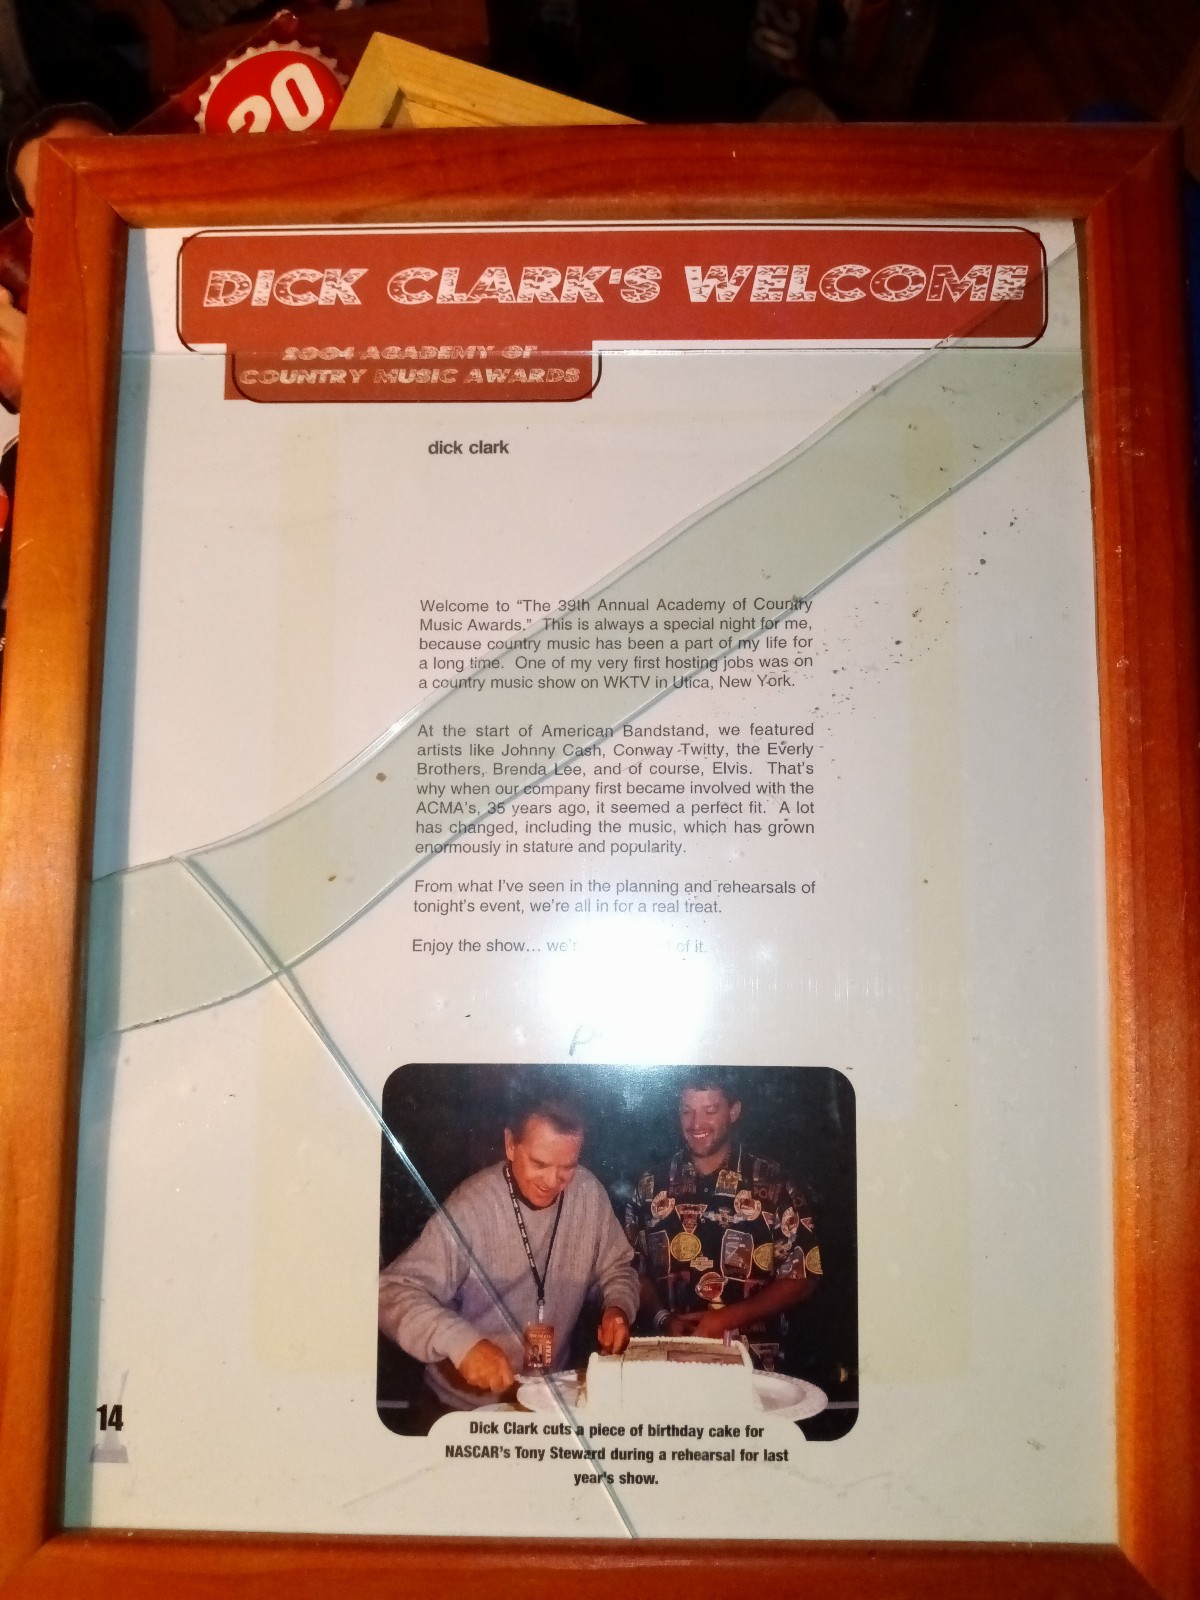 20
DICK CLARK'S WELCOME
2004 ACADEMY OF
COUNTRY MUSIC AWARDS
dick clark
Welcome to “The 39th Annual Academy of Country
Music Awards.” This is always a special night for me,
because country music has been a part of my life for
a long time. One of my very first hosting jobs was on
a country music show on WKTV in Utica, New York.
At the start of American Bandstand, we featured
artists like Johnny Cash, Conway Twitty, the Everly
Brothers, Brenda Lee, and of course, Elvis. That's
why when our company first became involved with the
ACMA's, 35 years ago, it seemed a perfect fit. A lot
has changed, including the music, which has grown
enormously in stature and popularity.
From what I've seen in the planning and rehearsals of
tonight's event, we're all in for a real treat.
Enjoy the show… of it.
STAFF
14
Dick Clark cuts a piece of birthday cake for
NASCAR's Tony Steward during a rehearsal for last
year's show.